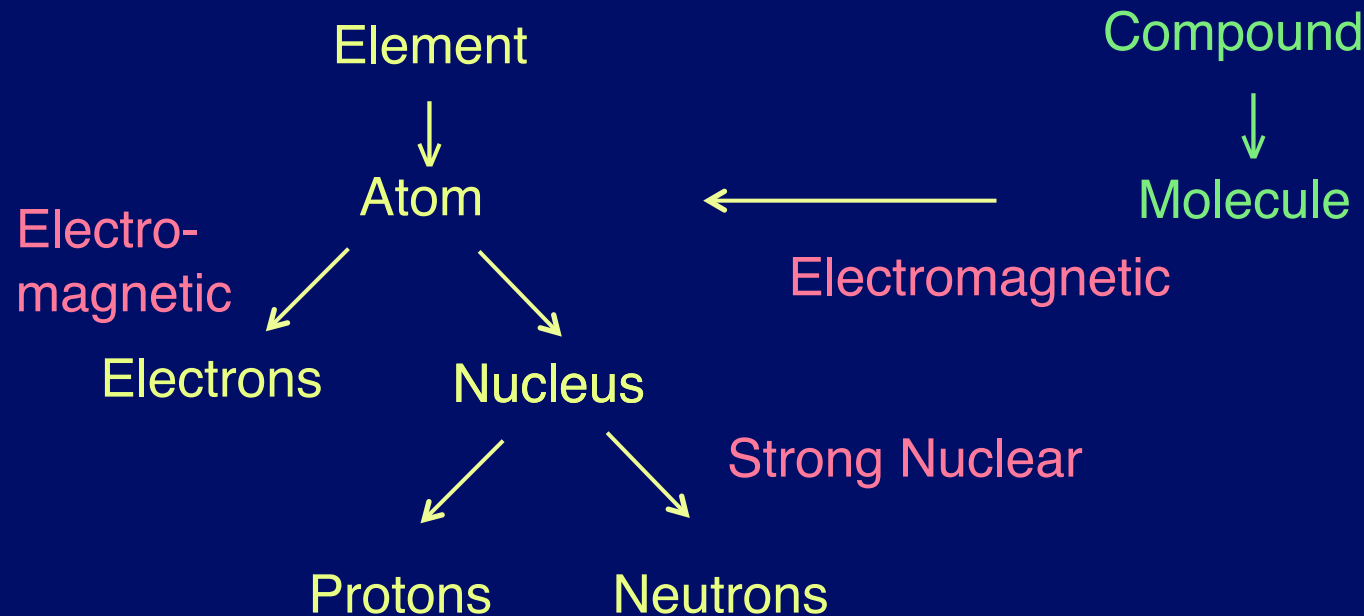 Element
Compound
Atom
Molecule
Electro-
magnetic
Electromagnetic
Electrons
Nucleus
Strong Nuclear
Protons
Neutrons